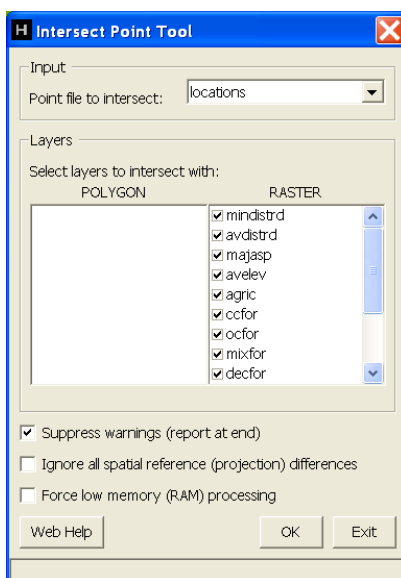 H Intersect Point Tool
Input
Point file to intersect: locations
Layers
Select layers to intersect with:
POLYGON RASTER
mindistrd
avdistrd
majasp
avelev
agric
ccfor
ocfor
mixfor
decfor
Suppress warnings (report at end)
Ignore all spatial reference (projection) differences
Force low memory (RAM) processing
Web Help OK Exit